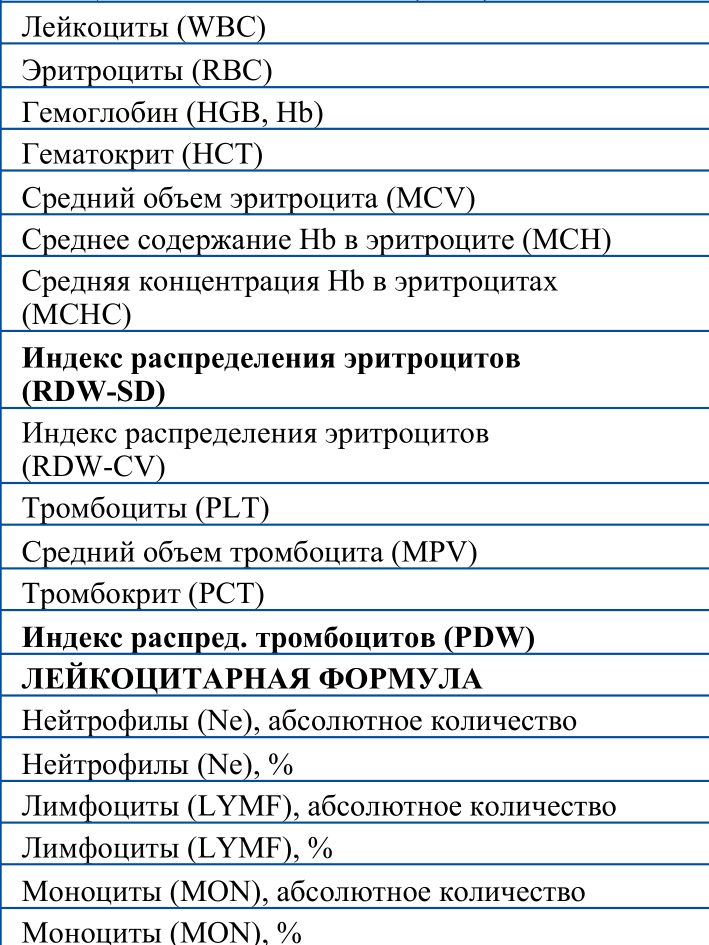 Лейкоциты (WBC)
Эритроциты (RBC)
Гемоглобин (HGB, Hb)
Гематокрит (HCT)
Средний объем эритроцита (MCV)
Среднее содержание Hb в эритроците (MCH)
Средняя концентрация Hb в эритроцитах
(MCHC)
Индекс распределения эритроцитов
(RDW-SD)
Индекс распределения эритроцитов
(RDW-CV)
Тромбоциты (PLT)
Средний объем тромбоцита (MPV)
Тромбокрит (PCT)
Индекс распред. тромбоцитов (PDW)
ЛЕЙКОЦИТАРНАЯ ФОРМУЛА
Нейтрофилы (Ne), абсолютное количество
Нейтрофилы (Ne), %
Лимфоциты (LYMF), абсолютное количество
Лимфоциты (LYMF), %
Моноциты (MON), абсолютное количество
Моноциты (MON), %